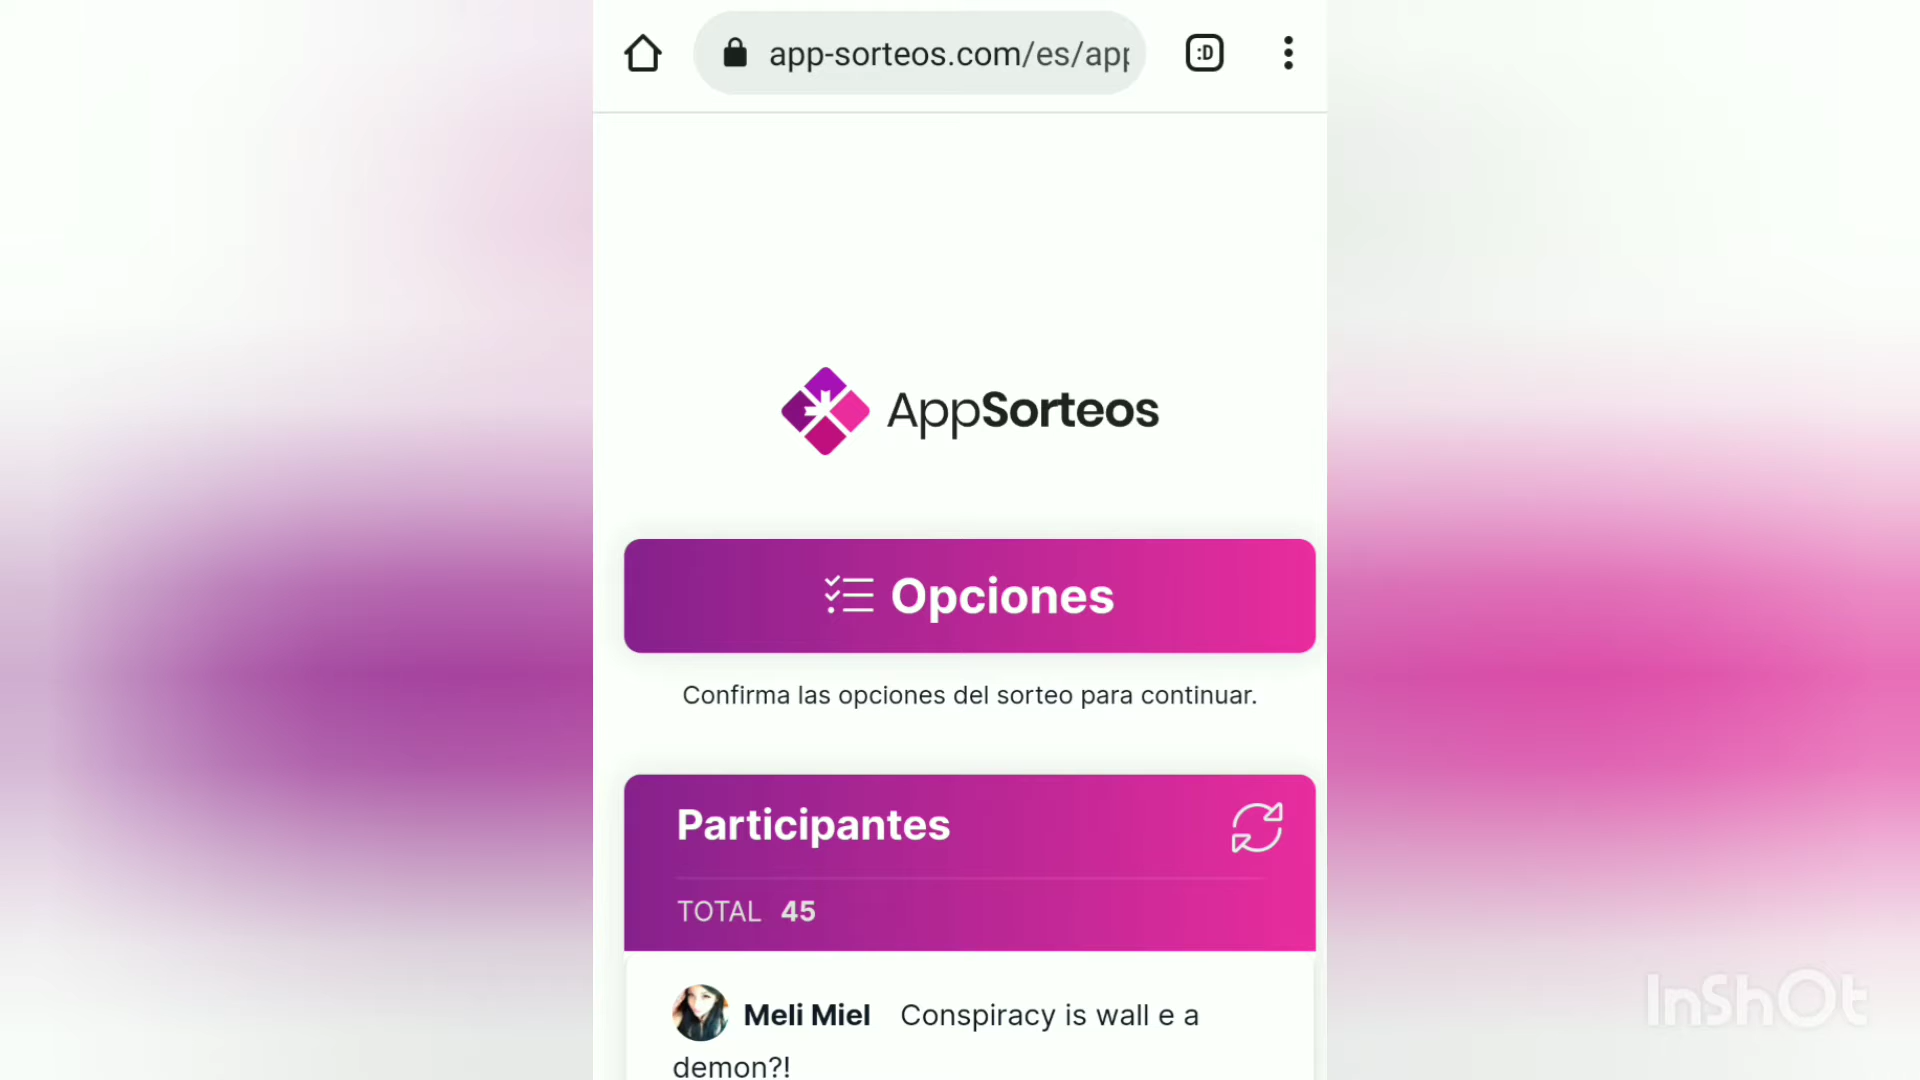 app-sorteos.com/es/app
:D
AppSorteos
Opciones
Confirma las opciones del sorteo para continuar.
Participantes
TOTAL 45
Meli Miel Conspiracy is wall e a
demon?!
InShOt